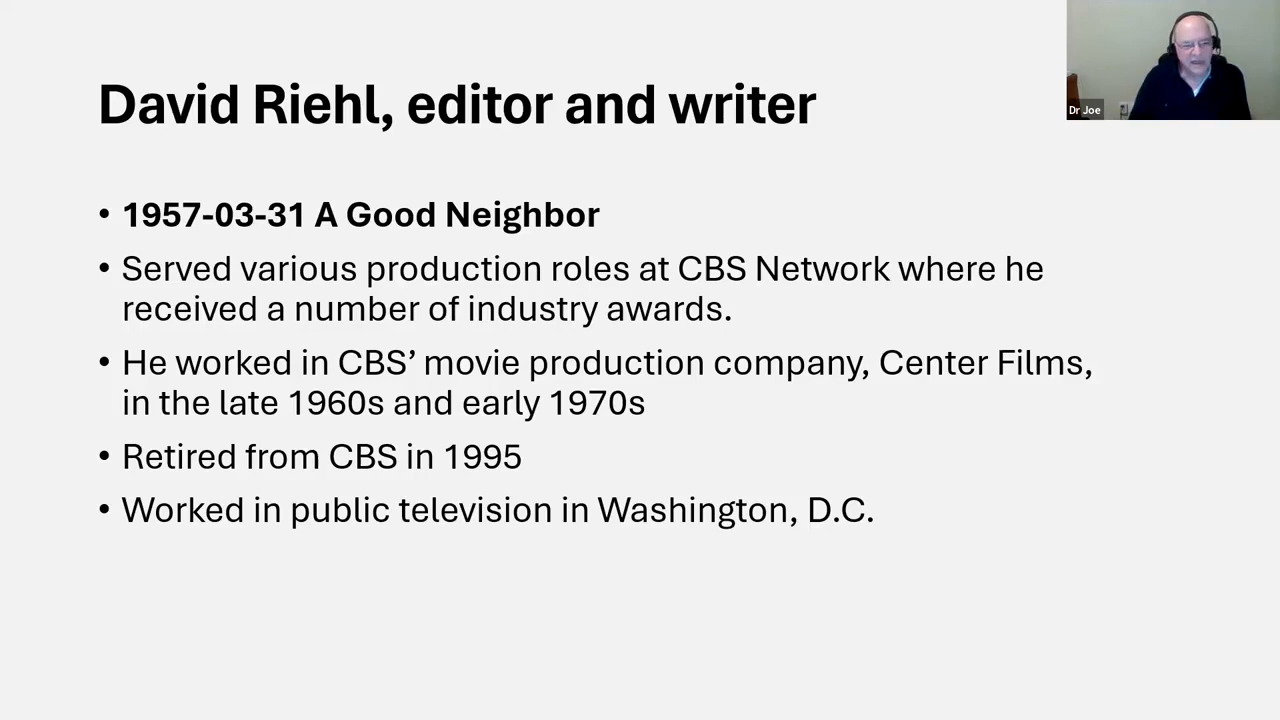 David Riehl, editor and writer
Dr Joe
• 1957-03-31 A Good Neighbor
• Served various production roles at CBS Network where he
received a number of industry awards.
• He worked in CBS’ movie production company, Center Films,
in the late 1960s and early 1970s
• Retired from CBS in 1995
• Worked in public television in Washington, D.C.